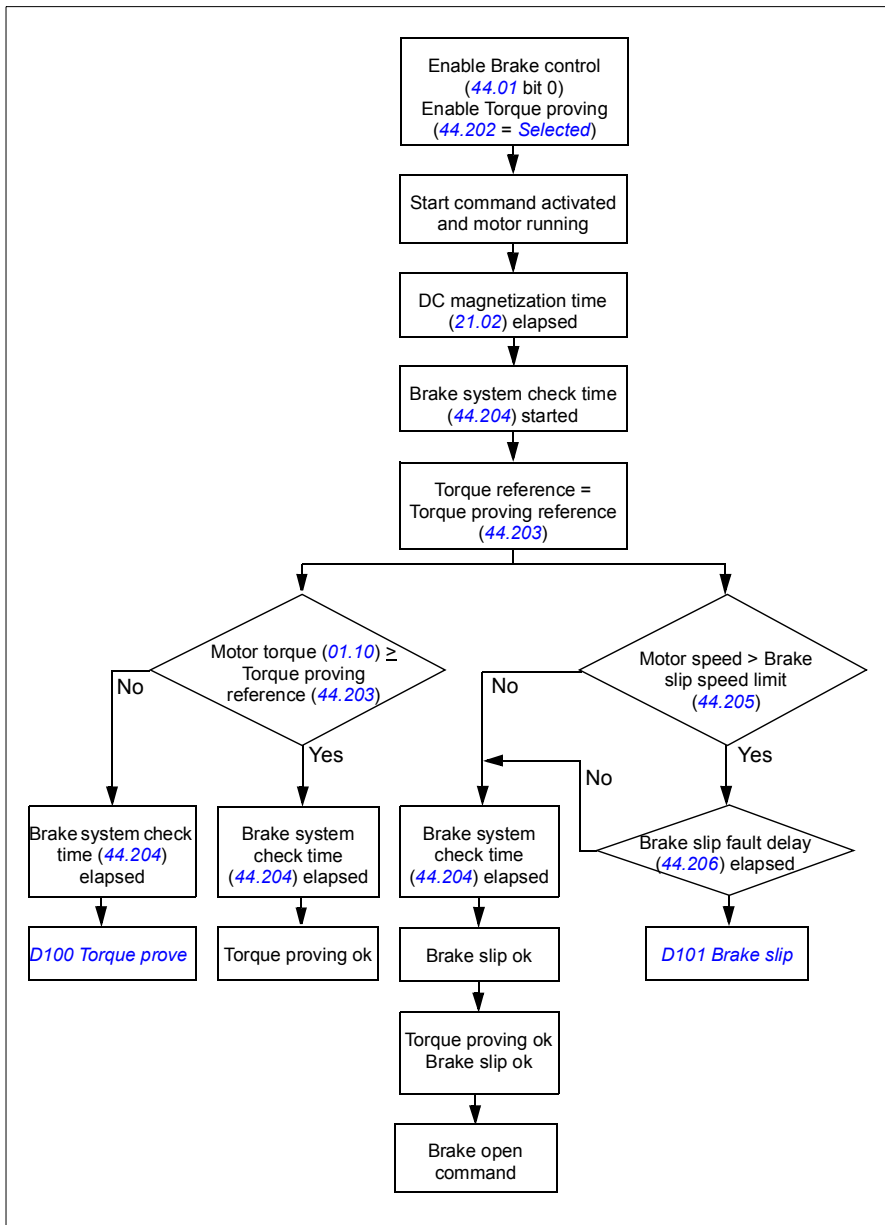 Enable Brake control
(44.01 bit 0)
Enable Torque proving
(44.202 = Selected)
Start command activated
and motor running
DC magnetization time
(21.02) elapsed
Brake system check time
(44.204) started
Torque reference =
Torque proving reference
(44.203)
Motor torque (01.10) ≥
Torque proving
reference (44.203)
No
Yes
Motor speed > Brake
slip speed limit
(44.205)
No
Yes
Brake system check
time (44.204)
elapsed
Brake system
check time
(44.204) elapsed
Brake system
check time
(44.204) elapsed
No
Brake slip fault delay
(44.206) elapsed
D100 Torque prove
Torque proving ok
Brake slip ok
D101 Brake slip
Torque proving ok
Brake slip ok
Brake open
command